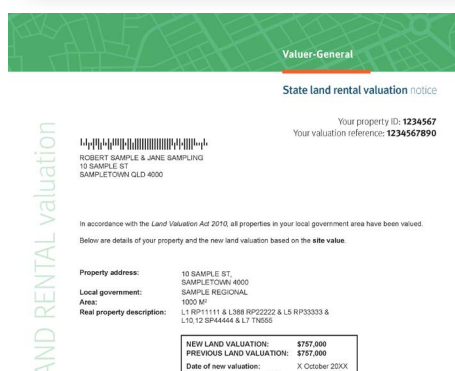 Valuer-General
State land rental valuation notice
Your property ID: 1234567
Your valuation reference: 1234567890
ROBERT SAMPLE & JANE SAMPLING
10 SAMPLE ST
SAMPLETOWN QLD 4000
In accordance with the Land Valuation Act 2010, all properties in your local government area have been valued.
Below are details of your property and the new land valuation based on the site value.
Property address: 10 SAMPLE ST,
SAMPLETOWN 4000
Local government: SAMPLE REGIONAL
Area: 1000 M²
Real property description: L1 RP11111 & L388 RP22222 & L5 RP33333 &
L10,12 SP44444 & L7 TN555
NEW LAND VALUATION: $757,000
PREVIOUS LAND VALUATION: $757,000
Date of new valuation: X October 20XX
AND RENTAL valuation